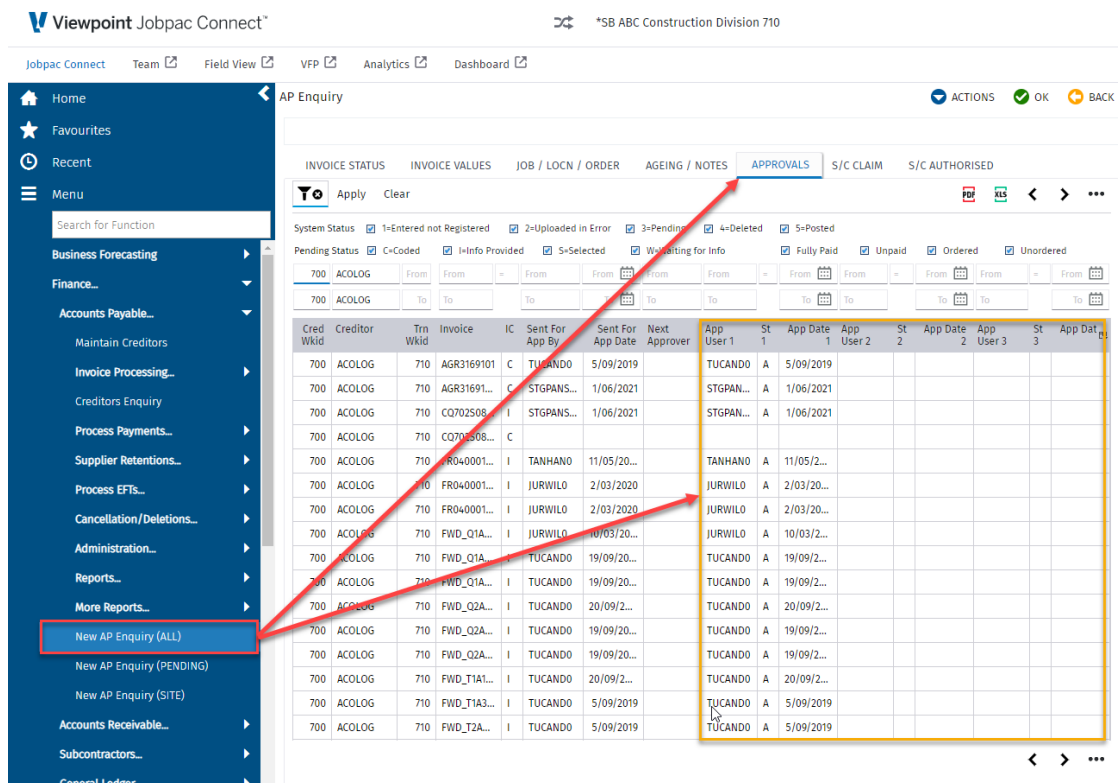 Viewpoint Jobpac Connect™ *SB ABC Construction Division 710
Jobpac Connect Team Field View VFP Analytics Dashboard
Home
Favourites
Recent
Menu
Search for Function
Business Forecasting
Finance...
Accounts Payable...
Maintain Creditors
Invoice Processing...
Creditors Enquiry
Process Payments...
Supplier Retentions...
Process EFTs...
Cancellation/Deletions...
Administration...
Reports...
More Reports...
New AP Enquiry (ALL)
New AP Enquiry (PENDING)
New AP Enquiry (SITE)
Accounts Receivable...
Subcontractors...
General Ledger
AP Enquiry ACTIONS OK BACK
INVOICE STATUS INVOICE VALUES JOB / LOCN / ORDER AGEING / NOTES APPROVALS S/C CLAIM S/C AUTHORISED
Apply Clear PDF XLS
System Status 1=Entered not Registered 2=Uploaded in Error 3=Pending 4=Deleted 5=Posted
Pending Status C=Coded I=Info Provided S=Selected W=Waiting for Info Fully Paid Unpaid Ordered Unordered
700 ACOLOG From From = From From From From = From From = From From = From
700 ACOLOG To To To To To To To To To To To
Cred Wkid Creditor Trn Wkid Invoice IC Sent For App By Sent For App Date Next Approver App User 1 St 1 App Date 1 App User 2 St 2 App Date 2 App User 3 St 3 App Dat
700 ACOLOG 710 AGR3169101 C TUCAND0 5/09/2019 TUCAND0 A 5/09/2019
700 ACOLOG 710 AGR31691... C STGPANS... 1/06/2021 STGPAN... A 1/06/2021
700 ACOLOG 710 CQ702S08... I STGPANS... 1/06/2021 STGPAN... A 1/06/2021
700 ACOLOG 710 CQ702S08... C
700 ACOLOG 710 FR040001... I TANHAN0 11/05/20... TANHAN0 A 11/05/2...
700 ACOLOG 710 FR040001... I JURWIL0 2/03/2020 JURWIL0 A 2/03/20...
700 ACOLOG 710 FR040001... I JURWIL0 2/03/2020 JURWIL0 A 2/03/2...
700 ACOLOG 710 FWD_Q1A... I JURWIL0 10/03/20... JURWIL0 A 10/03/2...
700 ACOLOG 710 FWD_Q1A... I TUCAND0 19/09/20... TUCAND0 A 19/09/2...
700 ACOLOG 710 FWD_Q1A... I TUCAND0 19/09/20... TUCAND0 A 19/09/2...
700 ACOLOG 710 FWD_Q2A... I TUCAND0 20/09/2... TUCAND0 A 20/09/2...
700 ACOLOG 710 FWD_Q2A... I TUCAND0 19/09/20... TUCAND0 A 19/09/2...
700 ACOLOG 710 FWD_Q2A... I TUCAND0 19/09/20... TUCAND0 A 19/09/2...
700 ACOLOG 710 FWD_T1A1... I TUCAND0 20/09/2... TUCAND0 A 20/09/2...
700 ACOLOG 710 FWD_T1A3... I TUCAND0 5/09/2019 TUCAND0 A 5/09/2019
700 ACOLOG 710 FWD_T2A... I TUCAND0 5/09/2019 TUCAND0 A 5/09/2019